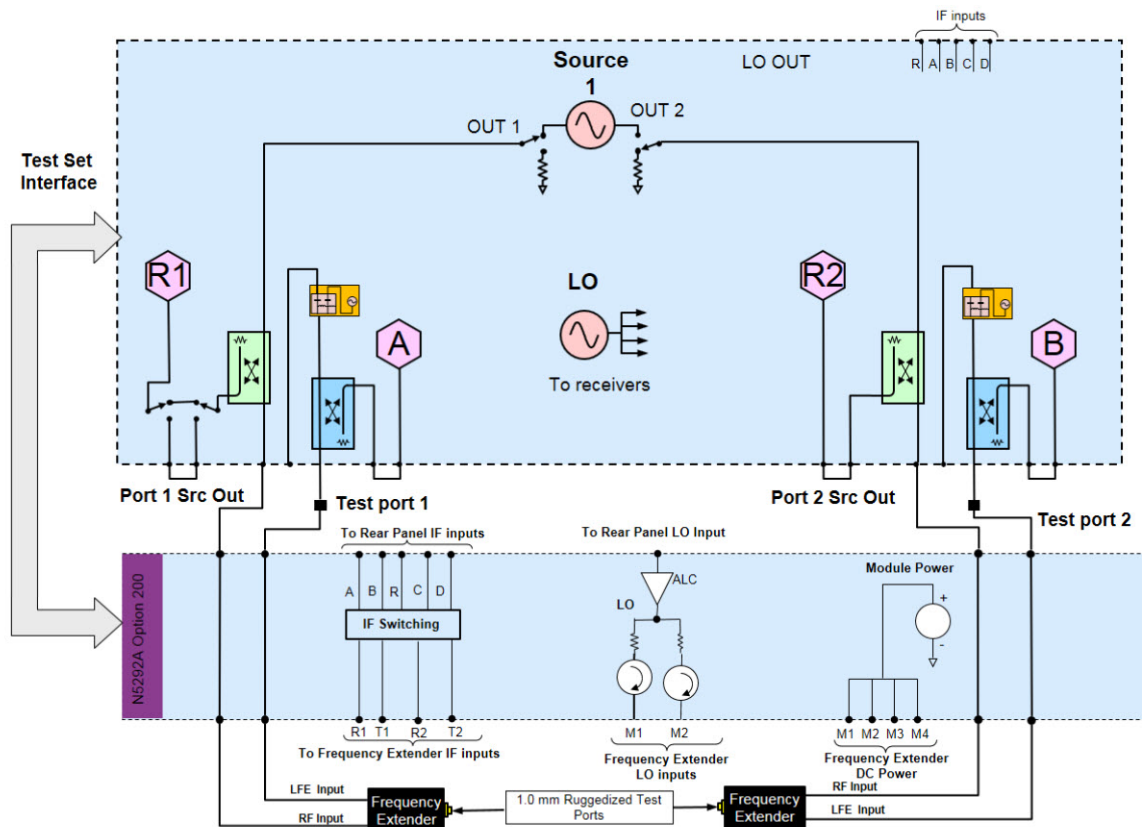 IF inputs
LO OUT
R A B C D
Source
1
OUT 1
OUT 2
Test Set
Interface
R1
A
LO
To receivers
R2
B
Port 1 Src Out
Test port 1
Port 2 Src Out
Test port 2
To Rear Panel IF inputs
To Rear Panel LO Input
N5292A Option 200
A B R C D
IF Switching
ALC
LO
Module Power
+
-
R1 T1 R2 T2
M1 M2
M1 M2 M3 M4
To Frequency Extender IF inputs
Frequency Extender
LO inputs
Frequency Extender
DC Power
LFE Input
RF Input
Frequency
Extender
1.0 mm Ruggedized Test
Ports
Frequency
Extender
RF Input
LFE Input